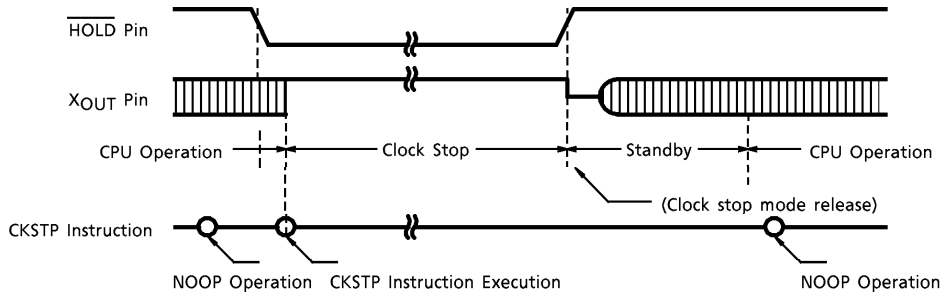 HOLD Pin
XOUT Pin
CPU Operation
Clock Stop
Standby
CPU Operation
(Clock stop mode release)
CKSTP Instruction
NOOP Operation
CKSTP Instruction Execution
NOOP Operation